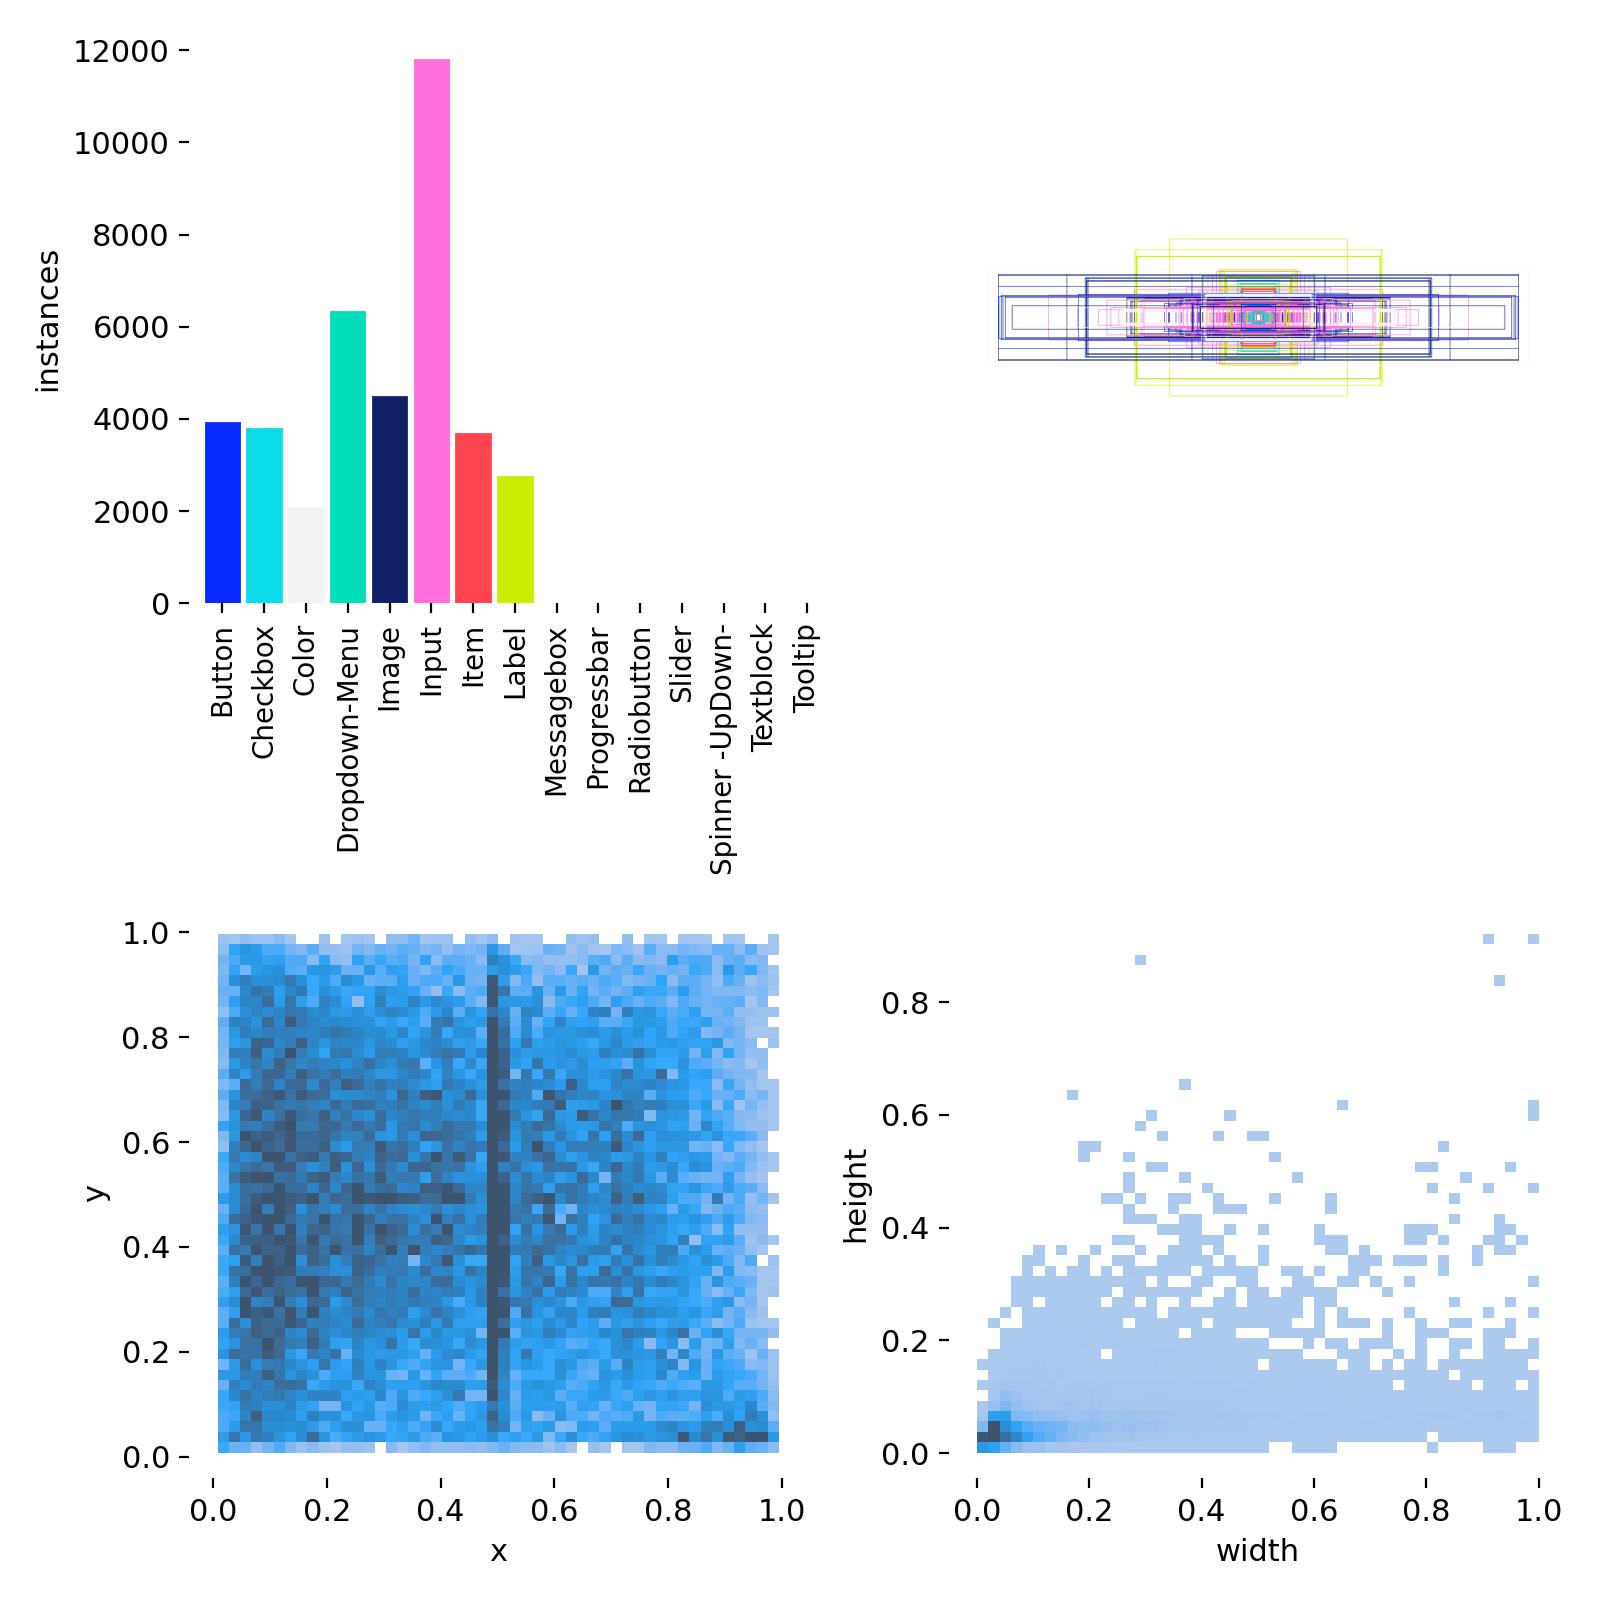 12000
10000
8000
6000
4000
2000
0
instances
Button
Checkbox
Color
Dropdown-Menu
Image
Input
Item
Label
Messagebox
Progressbar
Radiobutton
Slider
Spinner -UpDown-
Textblock
Tooltip
1.0
0.8
0.6
0.4
0.2
0.0
y
0.0 0.2 0.4 0.6 0.8 1.0
x
0.8
0.6
0.4
0.2
0.0
height
0.0 0.2 0.4 0.6 0.8 1.0
width